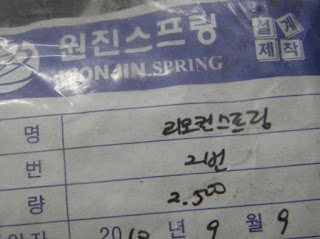 원진스프링
WONJIN SPRING
설계
제작
명 리모컨스프링
번 21번
량 2.500
2010 년 9 월 9